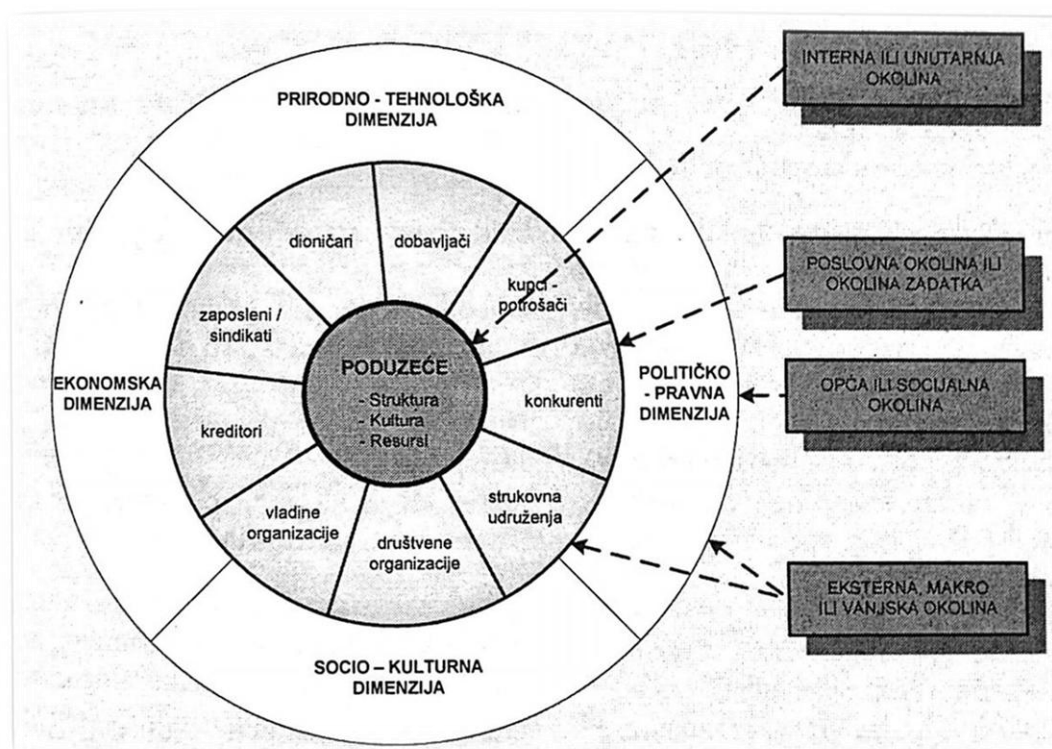 INTERNA ILI UNUTARNJA
OKOLINA
PRIRODNO - TEHNOLOŠKA
DIMENZIJA
dioničari
dobavljači
kupci -
potrošači
POSLOVNA OKOLINA ILI
OKOLINA ZADATKA
zaposleni /
sindikati
PODUZEĆE
- Struktura
- Kultura
- Resursi
EKONOMSKA
DIMENZIJA
POLITIČKO
- PRAVNA
DIMENZIJA
OPĆA ILI SOCIJALNA
OKOLINA
kreditori
konkurenti
vladine
organizacije
društvene
organizacije
strukovna
udruženja
EKSTERNA, MAKRO
ILI VANJSKA OKOLINA
SOCIO – KULTURNA
DIMENZIJA